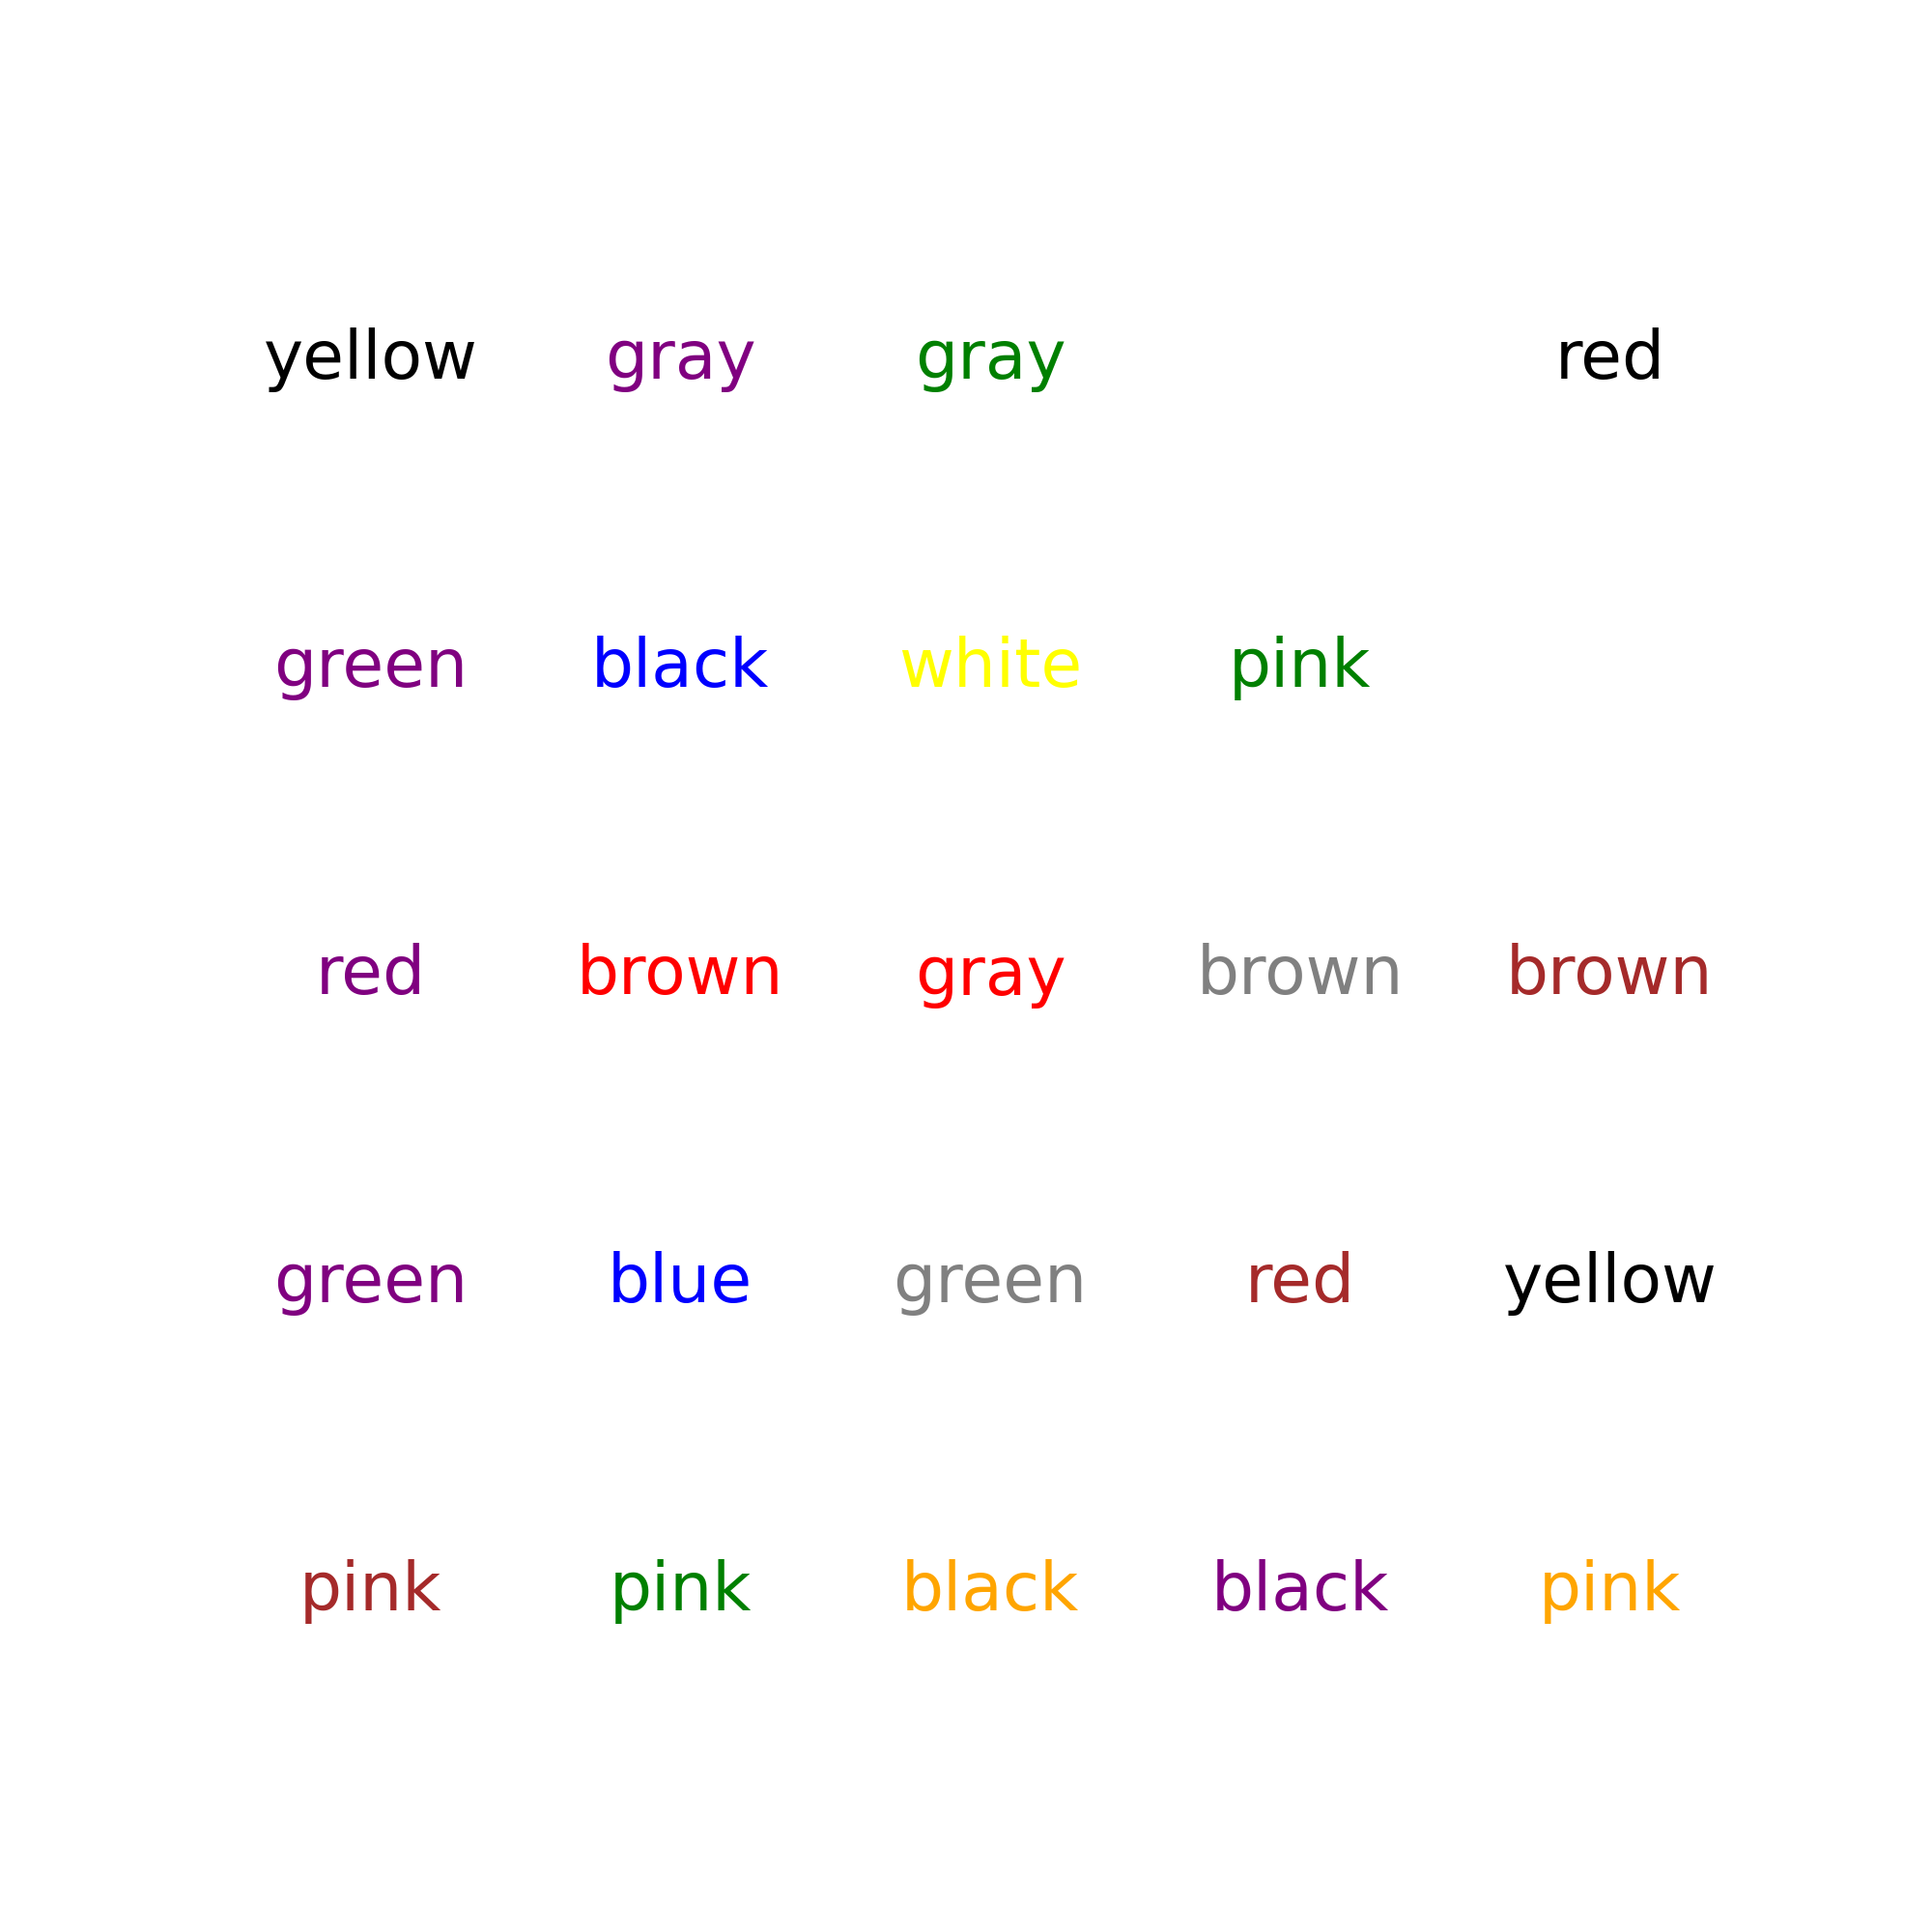 yellow gray gray red
green black white pink
red brown gray brown brown
green blue green red yellow
pink pink black black pink